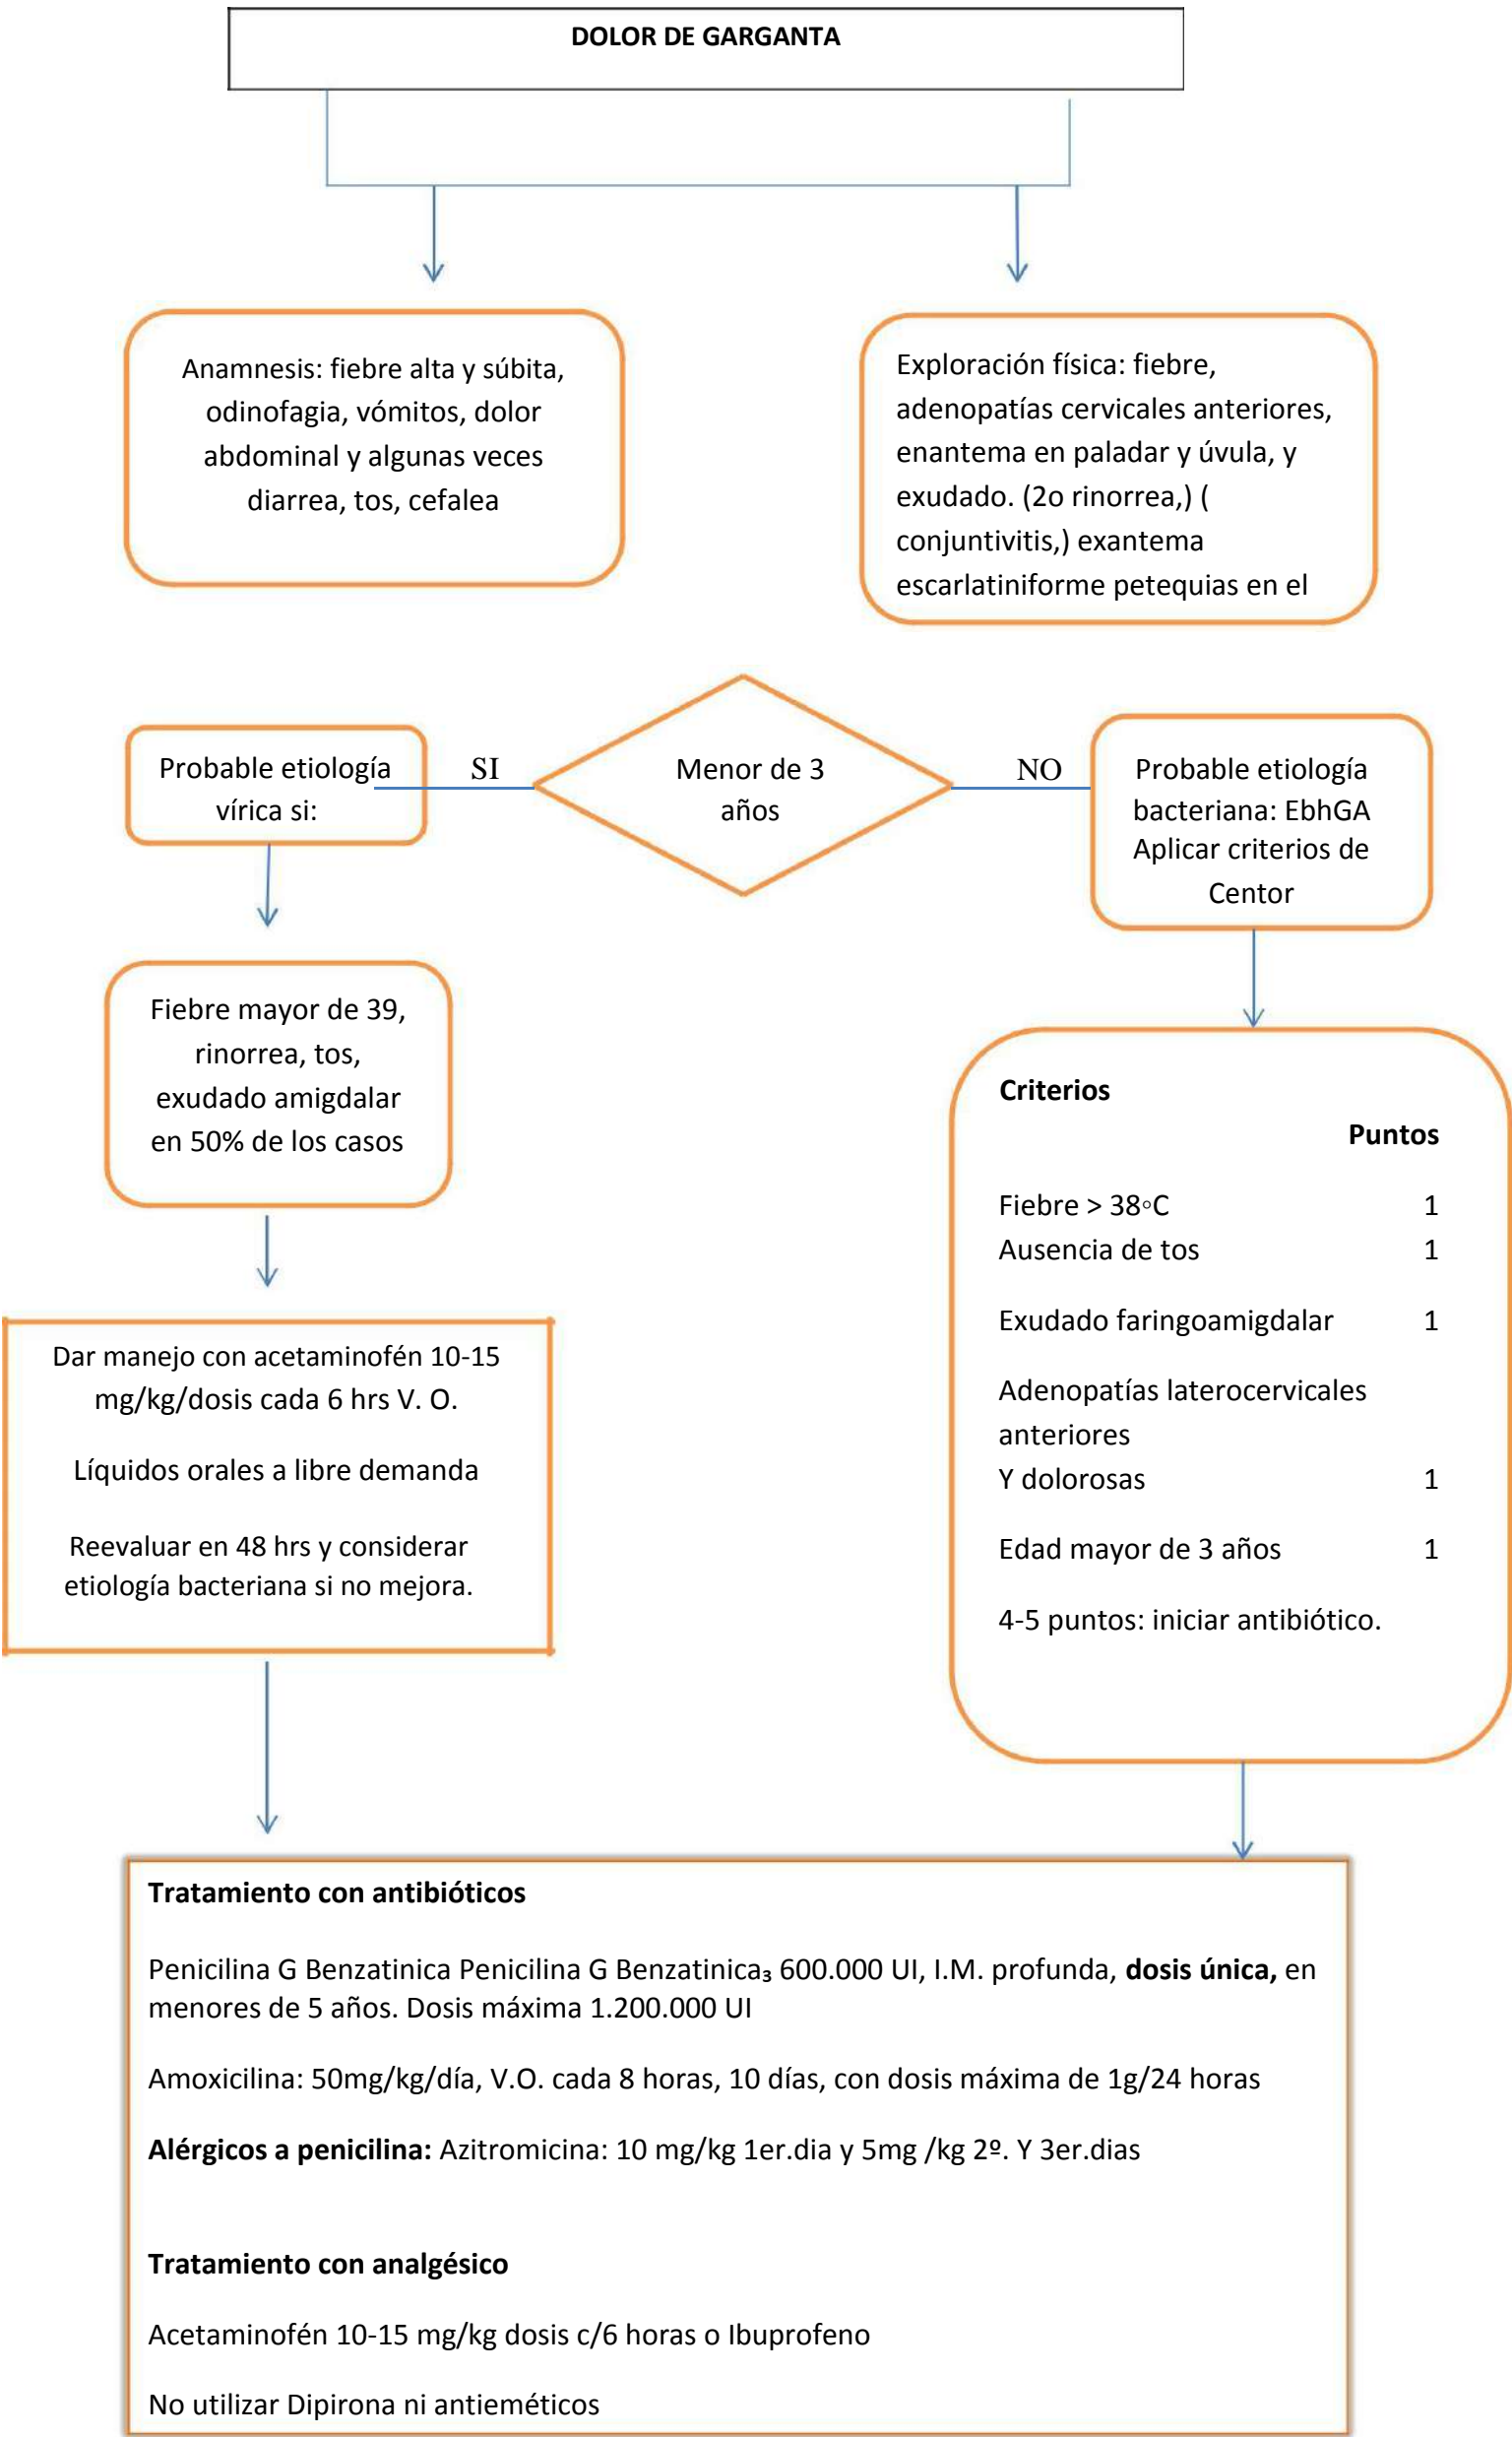 DOLOR DE GARGANTA
Anamnesis: fiebre alta y súbita,
odinofagia, vómitos, dolor
abdominal y algunas veces
diarrea, tos, cefalea
Exploración física: fiebre,
adenopatías cervicales anteriores,
enantema en paladar y úvula, y
exudado. (2o rinorrea,) (
conjuntivitis,) exantema
escarlatiniforme petequias en el
Probable etiología
vírica si:
SI
Menor de 3
años
NO
Probable etiología
bacteriana: EbhGA
Aplicar criterios de
Centor
Fiebre mayor de 39,
rinorrea, tos,
exudado amigdalar
en 50% de los casos
Dar manejo con acetaminofén 10-15
mg/kg/dosis cada 6 hrs V. O.
Líquidos orales a libre demanda
Reevaluar en 48 hrs y considerar
etiología bacteriana si no mejora.
Criterios
Puntos
Fiebre > 38◦C 1
Ausencia de tos 1
Exudado faringoamigdalar 1
Adenopatías laterocervicales
anteriores
Y dolorosas 1
Edad mayor de 3 años 1
4-5 puntos: iniciar antibiótico.
Tratamiento con antibióticos
Penicilina G Benzatinica Penicilina G Benzatinica₃ 600.000 UI, I.M. profunda, dosis única, en
menores de 5 años. Dosis máxima 1.200.000 UI
Amoxicilina: 50mg/kg/día, V.O. cada 8 horas, 10 días, con dosis máxima de 1g/24 horas
Alérgicos a penicilina: Azitromicina: 10 mg/kg 1er.dia y 5mg /kg 2º. Y 3er.dias
Tratamiento con analgésico
Acetaminofén 10-15 mg/kg dosis c/6 horas o Ibuprofeno
No utilizar Dipirona ni antieméticos